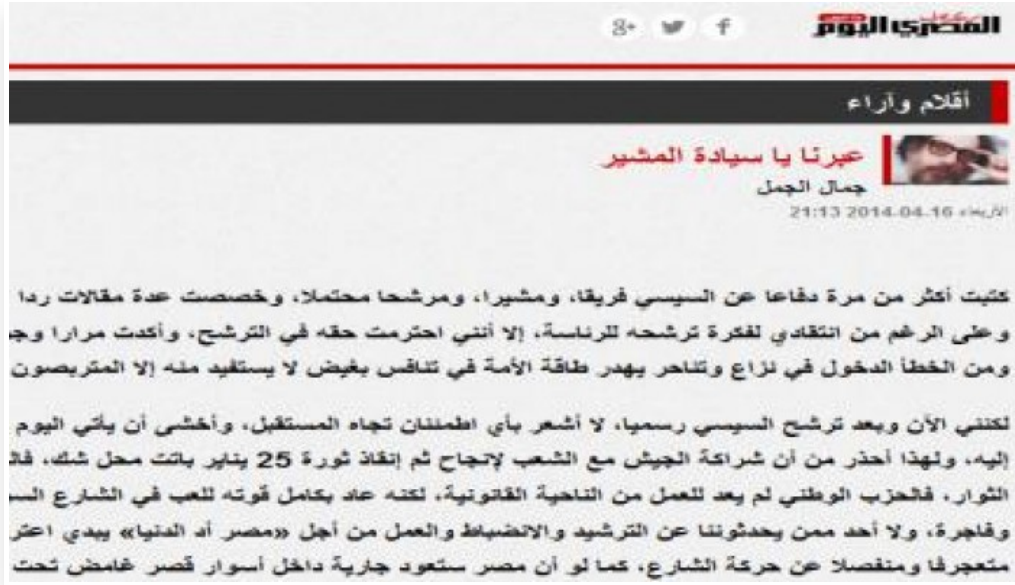 المصري اليوم
أقلام وآراء
عبرنا يا سيادة المشير
جمال الجمل
الأربعاء 16-04-2014 21:13
كتبت أكثر من مرة دفاعا عن السيسي فريقا، ومشيرا، ومرشحا محتملا، وخصصت عدة مقالات ردا
وعلى الرغم من انتقادي لفكرة ترشحه للرئاسة، إلا أنني احترمت حقه في الترشح، وأكدت مرارا وجـ
ومن الخطأ الدخول في نزاع وتناحر يهدر طاقة الأمة في تنافس بغيض لا يستفيد منه إلا المتربصون
لكنني الآن وبعد ترشح السيسي رسميا، لا أشعر بأي اطمئنان تجاه المستقبل، وأخشى أن يأتي اليوم
إليه، ولهذا أحذر من أن شراكة الجيش مع الشعب لإنجاح ثم إنقاذ ثورة 25 يناير باتت محل شك، فالـ
الثوار، فالحزب الوطني لم يعد للعمل من الناحية القانونية، لكنه عاد بكامل قوته للعب في الشارع السـ
وفاجرة، ولا أحد ممن يحدثوننا عن الترشيد والانضباط والعمل من أجل «مصر أد الدنيا» يبدي اعتر
متعجرفا ومنفصلا عن حركة الشارع، كما لو أن مصر ستعود جارية داخل أسوار قصر غامض تحت